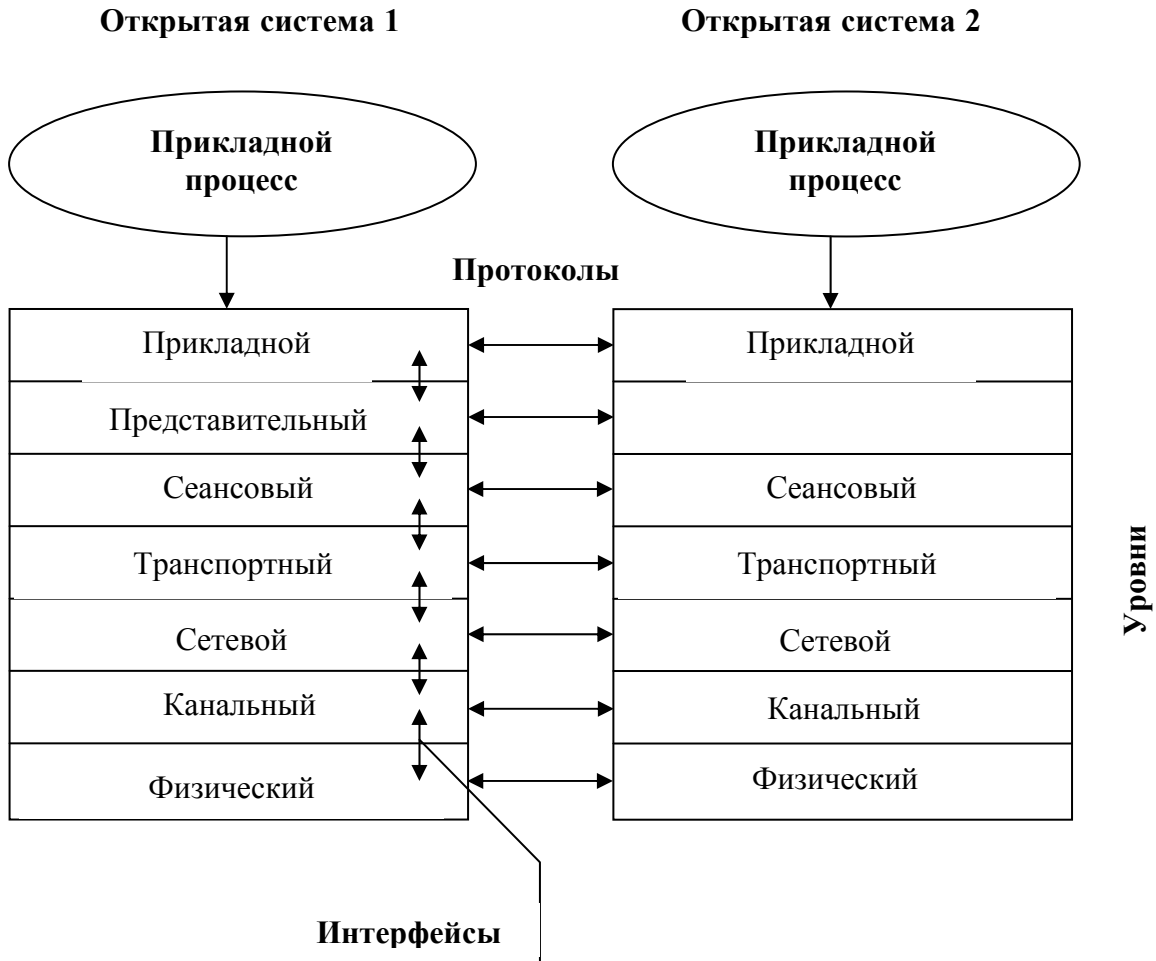 Открытая система 1
Открытая система 2
Прикладной
процесс
Прикладной
процесс
Протоколы
Прикладной
Прикладной
Представительный
Сеансовый
Сеансовый
Транспортный
Транспортный
Сетевой
Сетевой
Канальный
Канальный
Физический
Физический
Уровни
Интерфейсы